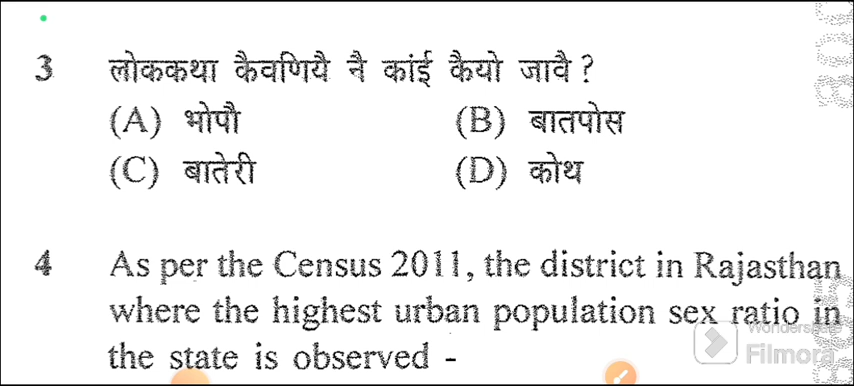 3 लोककथा कैवणियै नै कांई कैयो जावै ?
(A) भोपौ (B) बातपोस
(C) बातेरी (D) कोथ
4 As per the Census 2011, the district in Rajasthan
where the highest urban population sex ratio in
the state is observed -
Wondershare
Filmora